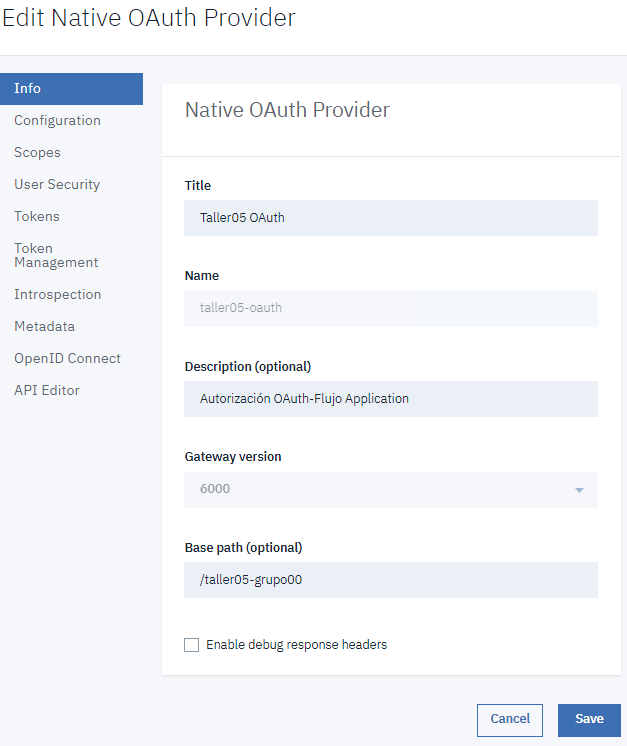 Edit Native OAuth Provider
Info
Configuration
Scopes
User Security
Tokens
Token
Management
Introspection
Metadata
OpenID Connect
API Editor
Native OAuth Provider
Title
Taller05 OAuth
Name
taller05-oauth
Description (optional)
Autorización OAuth-Flujo Application
Gateway version
6000
Base path (optional)
/taller05-grupo00
Enable debug response headers
Cancel
Save